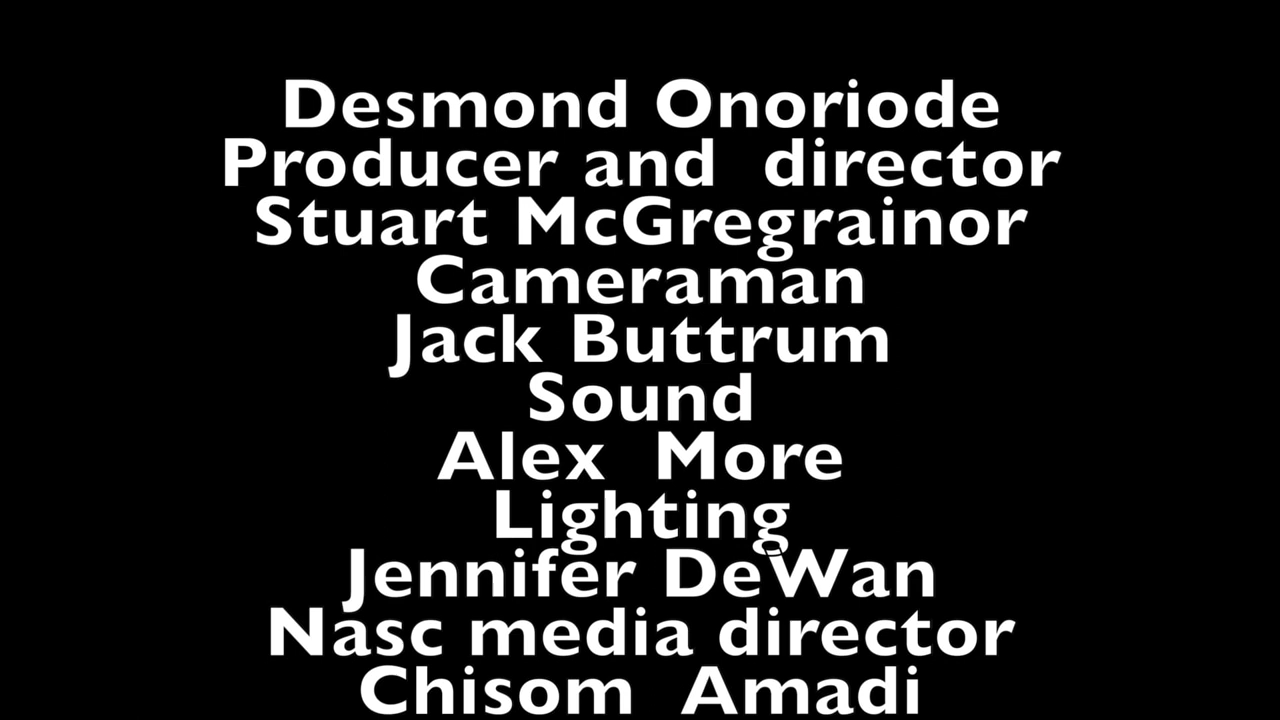 Desmond Onoriode
Producer and  director
Stuart McGregrainor
Cameraman
Jack Buttrum
Sound
Alex  More
Lighting
Jennifer DeWan
Nasc media director
Chisom  Amadi